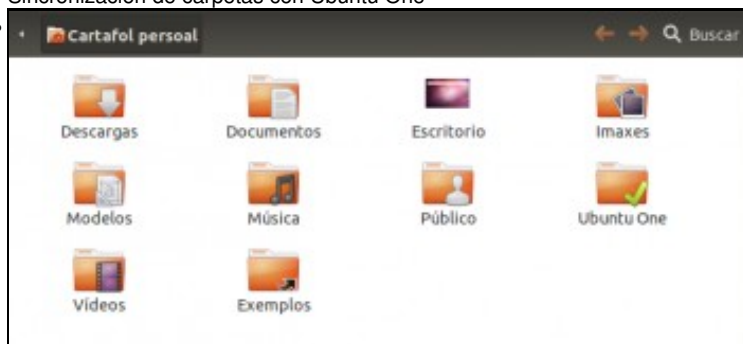 Sincronización de carpetas con Ubuntu One
Cartafol persoal Buscar
Descargas Documentos Escritorio Imaxes
Modelos Música Público Ubuntu One
Vídeos Exemplos